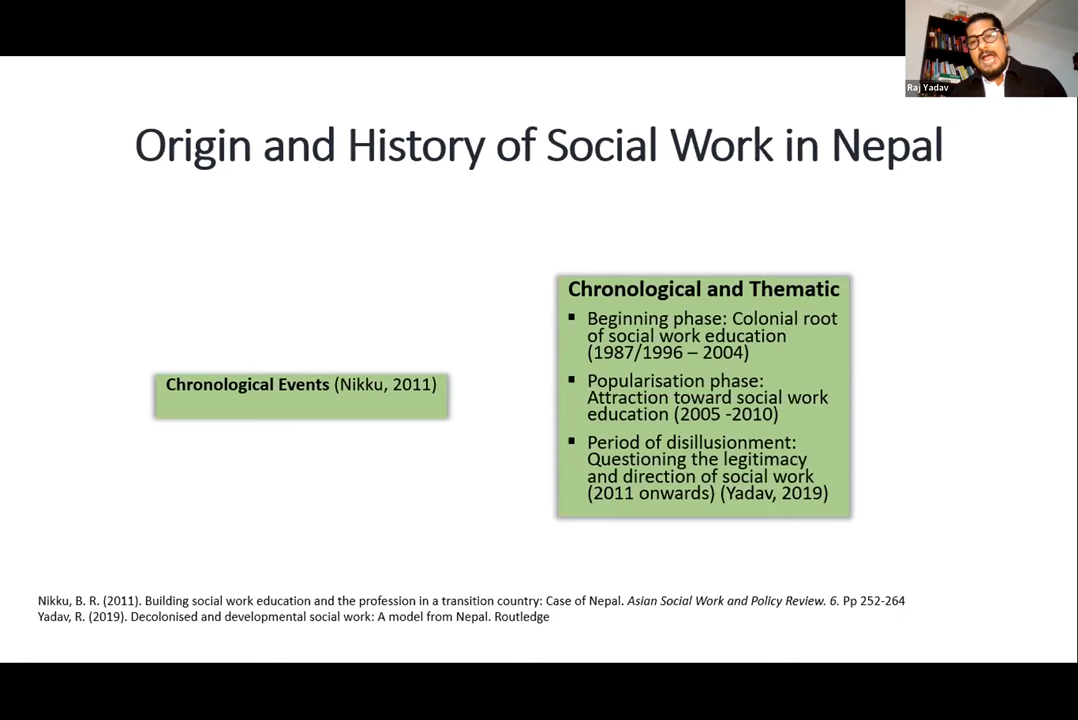 Raj Yadav
Origin and History of Social Work in Nepal
Chronological Events (Nikku, 2011)
Chronological and Thematic
▪ Beginning phase: Colonial root
of social work education
(1987/1996 – 2004)
▪ Popularisation phase:
Attraction toward social work
education (2005 -2010)
▪ Period of disillusionment:
Questioning the legitimacy
and direction of social work
(2011 onwards) (Yadav, 2019)
Nikku, B. R. (2011). Building social work education and the profession in a transition country: Case of Nepal. Asian Social Work and Policy Review. 6. Pp 252-264
Yadav, R. (2019). Decolonised and developmental social work: A model from Nepal. Routledge